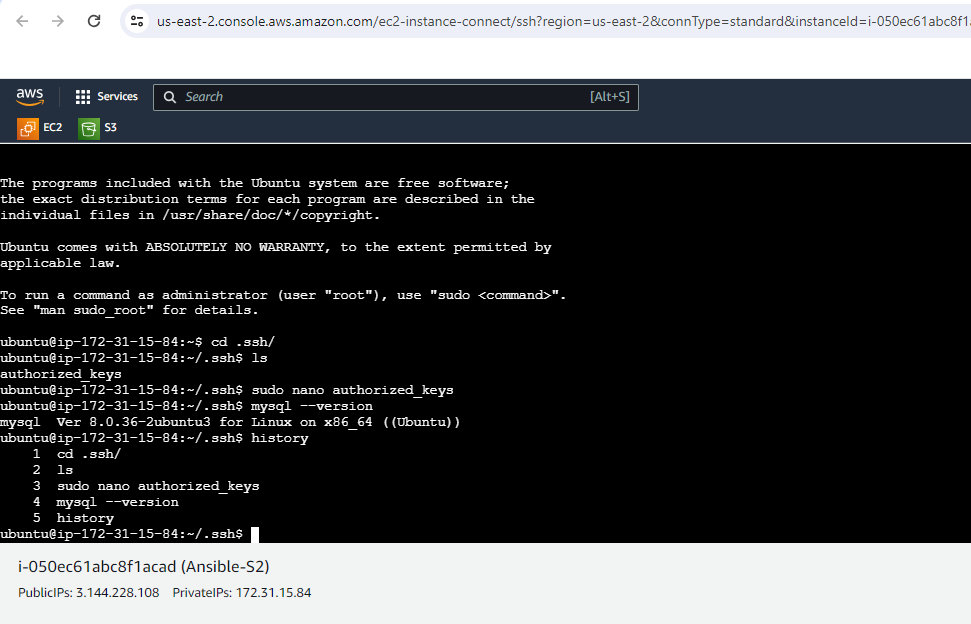 us-east-2.console.aws.amazon.com/ec2-instance-connect/ssh?region=us-east-2&connType=standard&instanceId=i-050ec61abc8f1
aws
Services
Search
[Alt+S]
EC2
S3
The programs included with the Ubuntu system are free software;
the exact distribution terms for each program are described in the
individual files in /usr/share/doc/*/copyright.
Ubuntu comes with ABSOLUTELY NO WARRANTY, to the extent permitted by
applicable law.
To run a command as administrator (user "root"), use "sudo <command>".
See "man sudo_root" for details.
ubuntu@ip-172-31-15-84:~$ cd .ssh/
ubuntu@ip-172-31-15-84:~/.ssh$ ls
authorized_keys
ubuntu@ip-172-31-15-84:~/.ssh$ sudo nano authorized_keys
ubuntu@ip-172-31-15-84:~/.ssh$ mysql --version
mysql  Ver 8.0.36-2ubuntu3 for Linux on x86_64 ((Ubuntu))
ubuntu@ip-172-31-15-84:~/.ssh$ history
    1  cd .ssh/
    2  ls
    3  sudo nano authorized_keys
    4  mysql --version
    5  history
ubuntu@ip-172-31-15-84:~/.ssh$
i-050ec61abc8f1acad (Ansible-S2)
PublicIPs: 3.144.228.108 PrivateIPs: 172.31.15.84